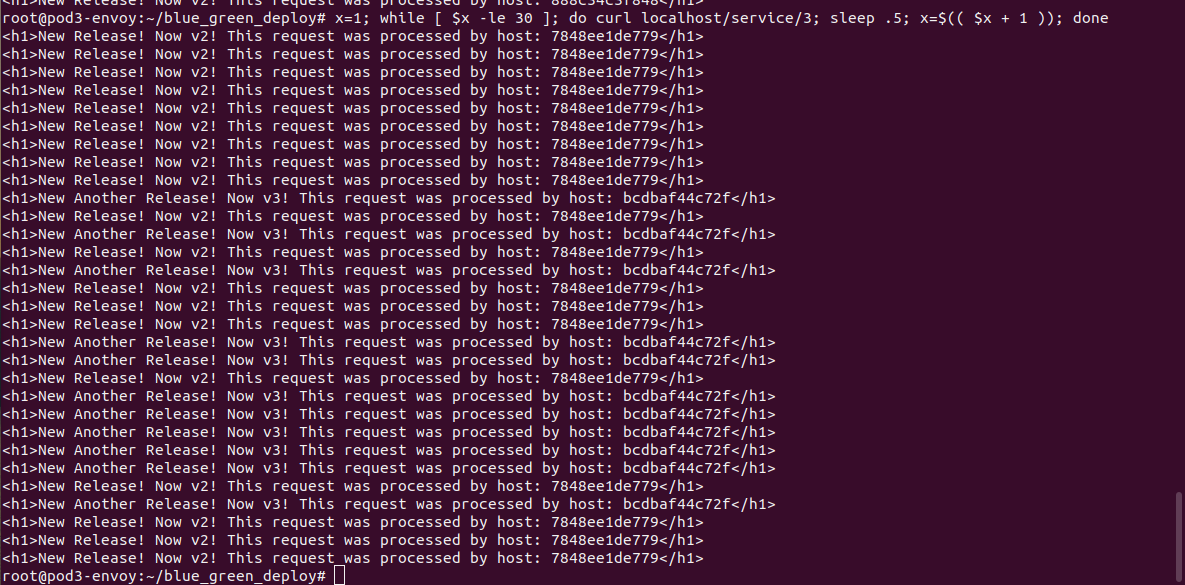 <h1>New Release! Now v2! This request was processed by host: 888c34c3f848</h1>
root@pod3-envoy:~/blue_green_deploy# x=1; while [ $x -le 30 ]; do curl localhost/service/3; sleep .5; x=$(( $x + 1 )); done
<h1>New Release! Now v2! This request was processed by host: 7848ee1de779</h1>
<h1>New Release! Now v2! This request was processed by host: 7848ee1de779</h1>
<h1>New Release! Now v2! This request was processed by host: 7848ee1de779</h1>
<h1>New Release! Now v2! This request was processed by host: 7848ee1de779</h1>
<h1>New Release! Now v2! This request was processed by host: 7848ee1de779</h1>
<h1>New Release! Now v2! This request was processed by host: 7848ee1de779</h1>
<h1>New Release! Now v2! This request was processed by host: 7848ee1de779</h1>
<h1>New Release! Now v2! This request was processed by host: 7848ee1de779</h1>
<h1>New Release! Now v2! This request was processed by host: 7848ee1de779</h1>
<h1>New Another Release! Now v3! This request was processed by host: bcdbaf44c72f</h1>
<h1>New Release! Now v2! This request was processed by host: 7848ee1de779</h1>
<h1>New Another Release! Now v3! This request was processed by host: bcdbaf44c72f</h1>
<h1>New Release! Now v2! This request was processed by host: 7848ee1de779</h1>
<h1>New Another Release! Now v3! This request was processed by host: bcdbaf44c72f</h1>
<h1>New Release! Now v2! This request was processed by host: 7848ee1de779</h1>
<h1>New Release! Now v2! This request was processed by host: 7848ee1de779</h1>
<h1>New Release! Now v2! This request was processed by host: 7848ee1de779</h1>
<h1>New Another Release! Now v3! This request was processed by host: bcdbaf44c72f</h1>
<h1>New Another Release! Now v3! This request was processed by host: bcdbaf44c72f</h1>
<h1>New Release! Now v2! This request was processed by host: 7848ee1de779</h1>
<h1>New Another Release! Now v3! This request was processed by host: bcdbaf44c72f</h1>
<h1>New Another Release! Now v3! This request was processed by host: bcdbaf44c72f</h1>
<h1>New Another Release! Now v3! This request was processed by host: bcdbaf44c72f</h1>
<h1>New Another Release! Now v3! This request was processed by host: bcdbaf44c72f</h1>
<h1>New Another Release! Now v3! This request was processed by host: bcdbaf44c72f</h1>
<h1>New Release! Now v2! This request was processed by host: 7848ee1de779</h1>
<h1>New Another Release! Now v3! This request was processed by host: bcdbaf44c72f</h1>
<h1>New Release! Now v2! This request was processed by host: 7848ee1de779</h1>
<h1>New Release! Now v2! This request was processed by host: 7848ee1de779</h1>
<h1>New Release! Now v2! This request was processed by host: 7848ee1de779</h1>
root@pod3-envoy:~/blue_green_deploy#